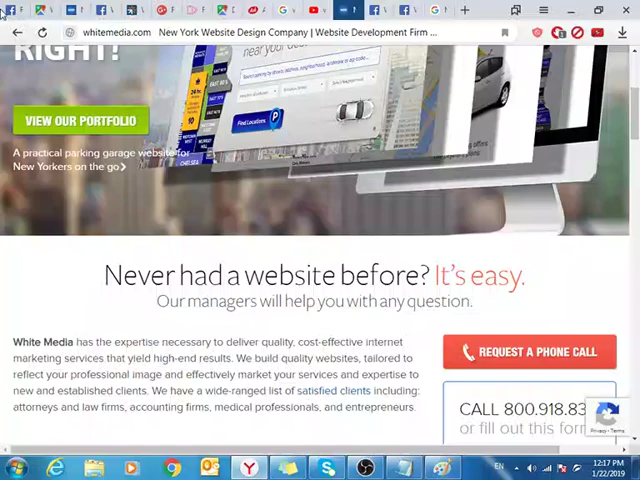 whitemedia.com New York Website Design Company | Website Development Firm ...
RIGHT!
near your des
Find Locations
VIEW OUR PORTFOLIO
A practical parking garage website for
New Yorkers on the go
Never had a website before? It's easy.
Our managers will help you with any question.
White Media has the expertise necessary to deliver quality, cost-effective internet
marketing services that yield high-end results. We build quality websites, tailored to
reflect your professional image and effectively market your services and expertise to
new and established clients. We have a wide-ranged list of satisfied clients including:
attorneys and law firms, accounting firms, medical professionals, and entrepreneurs.
REQUEST A PHONE CALL
CALL 800.918.83
or fill out this form
Privacy - Terms
EN
12:17 PM
1/22/2019